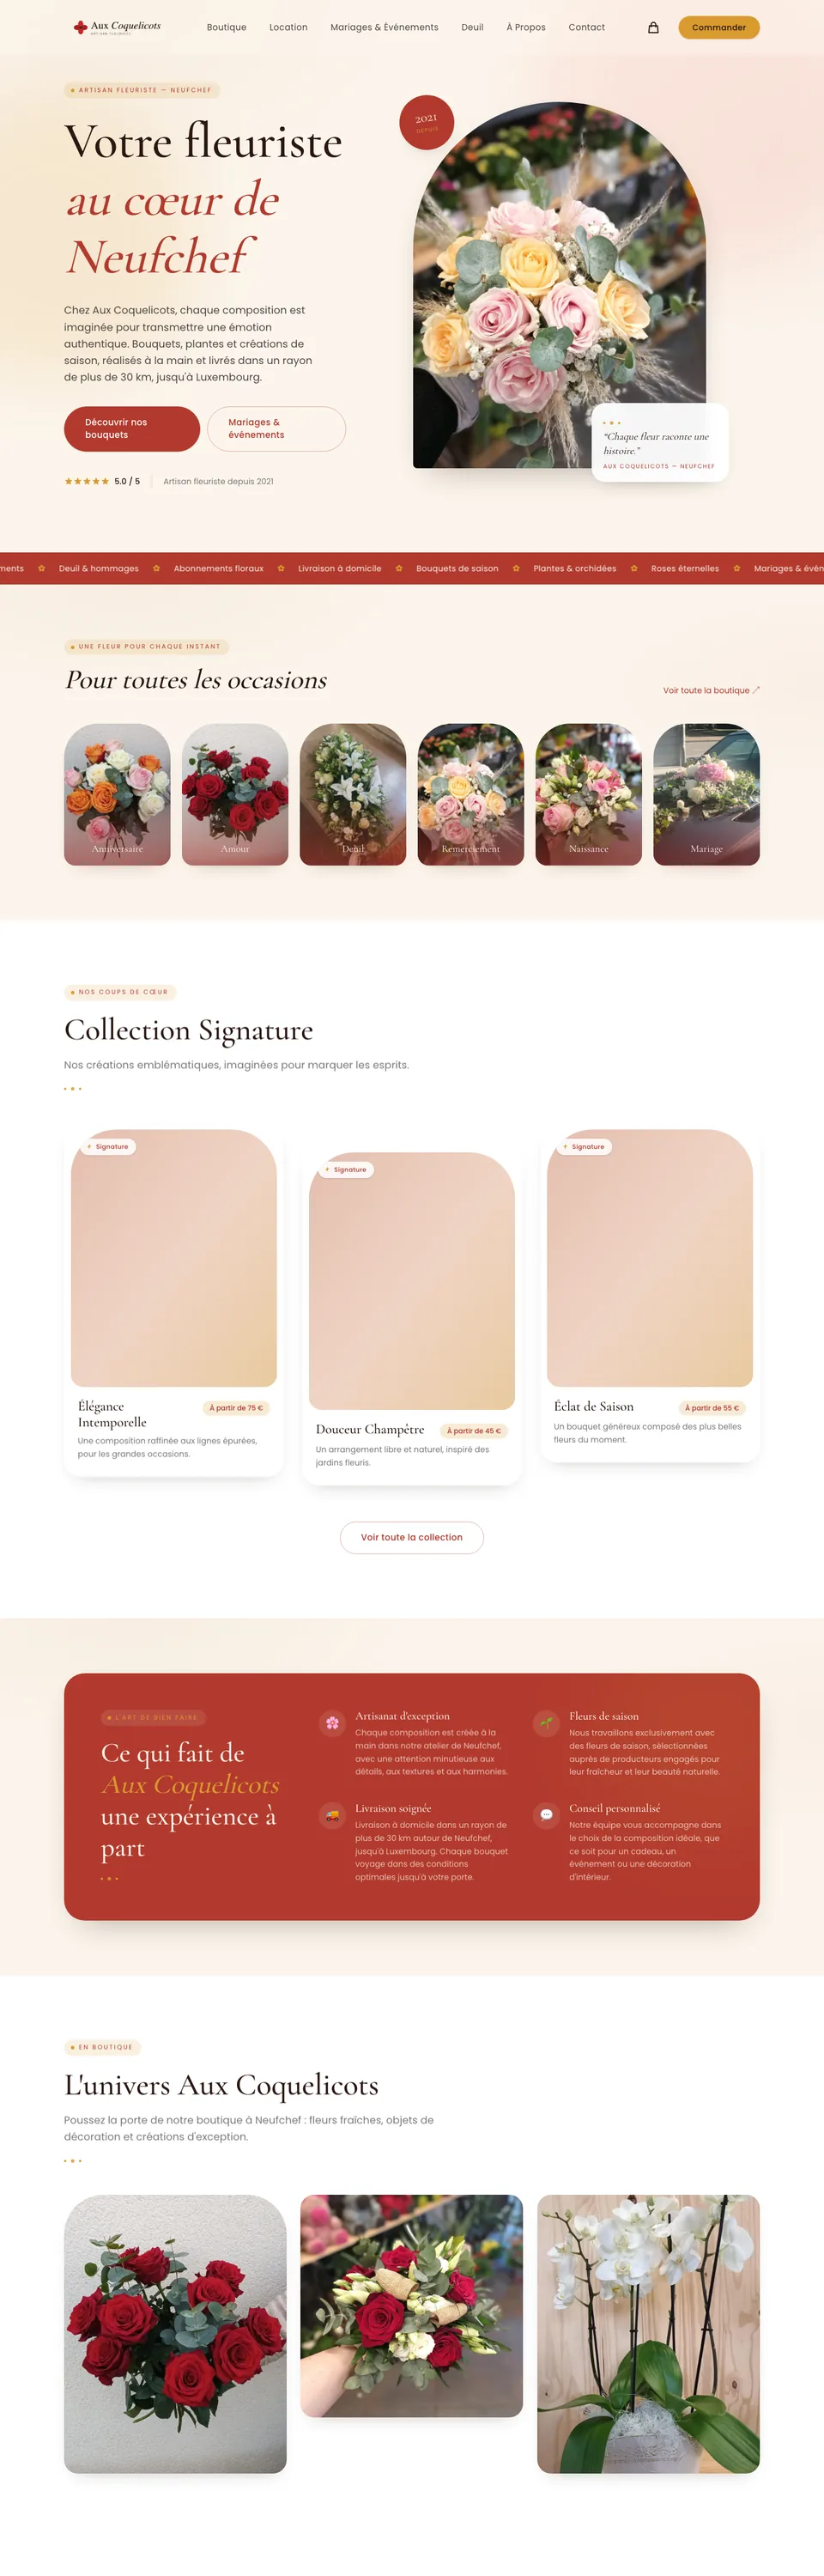 Aux Coquelicots
ARTISAN FLEURISTE
Boutique
Location
Mariages & Événements
Deuil
À Propos
Contact
Commander
ARTISAN FLEURISTE — NEUFCHEF
Votre fleuriste
au cœur de
Neufchef
Chez Aux Coquelicots, chaque composition est
imaginée pour transmettre une émotion
authentique. Bouquets, plantes et créations de
saison, réalisés à la main et livrés dans un rayon
de plus de 30 km, jusqu'à Luxembourg.
Découvrir nos
bouquets
Mariages &
événements
5.0 / 5
Artisan fleuriste depuis 2021
2021
DEPUIS
“Chaque fleur raconte une
histoire.”
AUX COQUELICOTS — NEUFCHEF
ments
Deuil & hommages
Abonnements floraux
Livraison à domicile
Bouquets de saison
Plantes & orchidées
Roses éternelles
Mariages & évén
UNE FLEUR POUR CHAQUE INSTANT
Pour toutes les occasions
Voir toute la boutique
Anniversaire
Amour
Deuil
Remerciement
Naissance
Mariage
NOS COUPS DE CŒUR
Collection Signature
Nos créations emblématiques, imaginées pour marquer les esprits.
Signature
Signature
Signature
Élégance
Intemporelle
À partir de 75 €
Une composition raffinée aux lignes épurées,
pour les grandes occasions.
Douceur Champêtre
À partir de 45 €
Un arrangement libre et naturel, inspiré des
jardins fleuris.
Éclat de Saison
À partir de 55 €
Un bouquet généreux composé des plus belles
fleurs du moment.
Voir toute la collection
L'ART DE BIEN FAIRE
Ce qui fait de
Aux Coquelicots
une expérience à
part
Artisanat d'exception
Chaque composition est créée à la
main dans notre atelier de Neufchef,
avec une attention minutieuse aux
détails, aux textures et aux harmonies.
Fleurs de saison
Nous travaillons exclusivement avec
des fleurs de saison, sélectionnées
auprès de producteurs engagés pour
leur fraîcheur et leur beauté naturelle.
Livraison soignée
Livraison à domicile dans un rayon de
plus de 30 km autour de Neufchef,
jusqu'à Luxembourg. Chaque bouquet
voyage dans des conditions
optimales jusqu'à votre porte.
Conseil personnalisé
Notre équipe vous accompagne dans
le choix de la composition idéale, que
ce soit pour un cadeau, un
événement ou une décoration
d'intérieur.
EN BOUTIQUE
L'univers Aux Coquelicots
Poussez la porte de notre boutique à Neufchef : fleurs fraîches, objets de
décoration et créations d'exception.